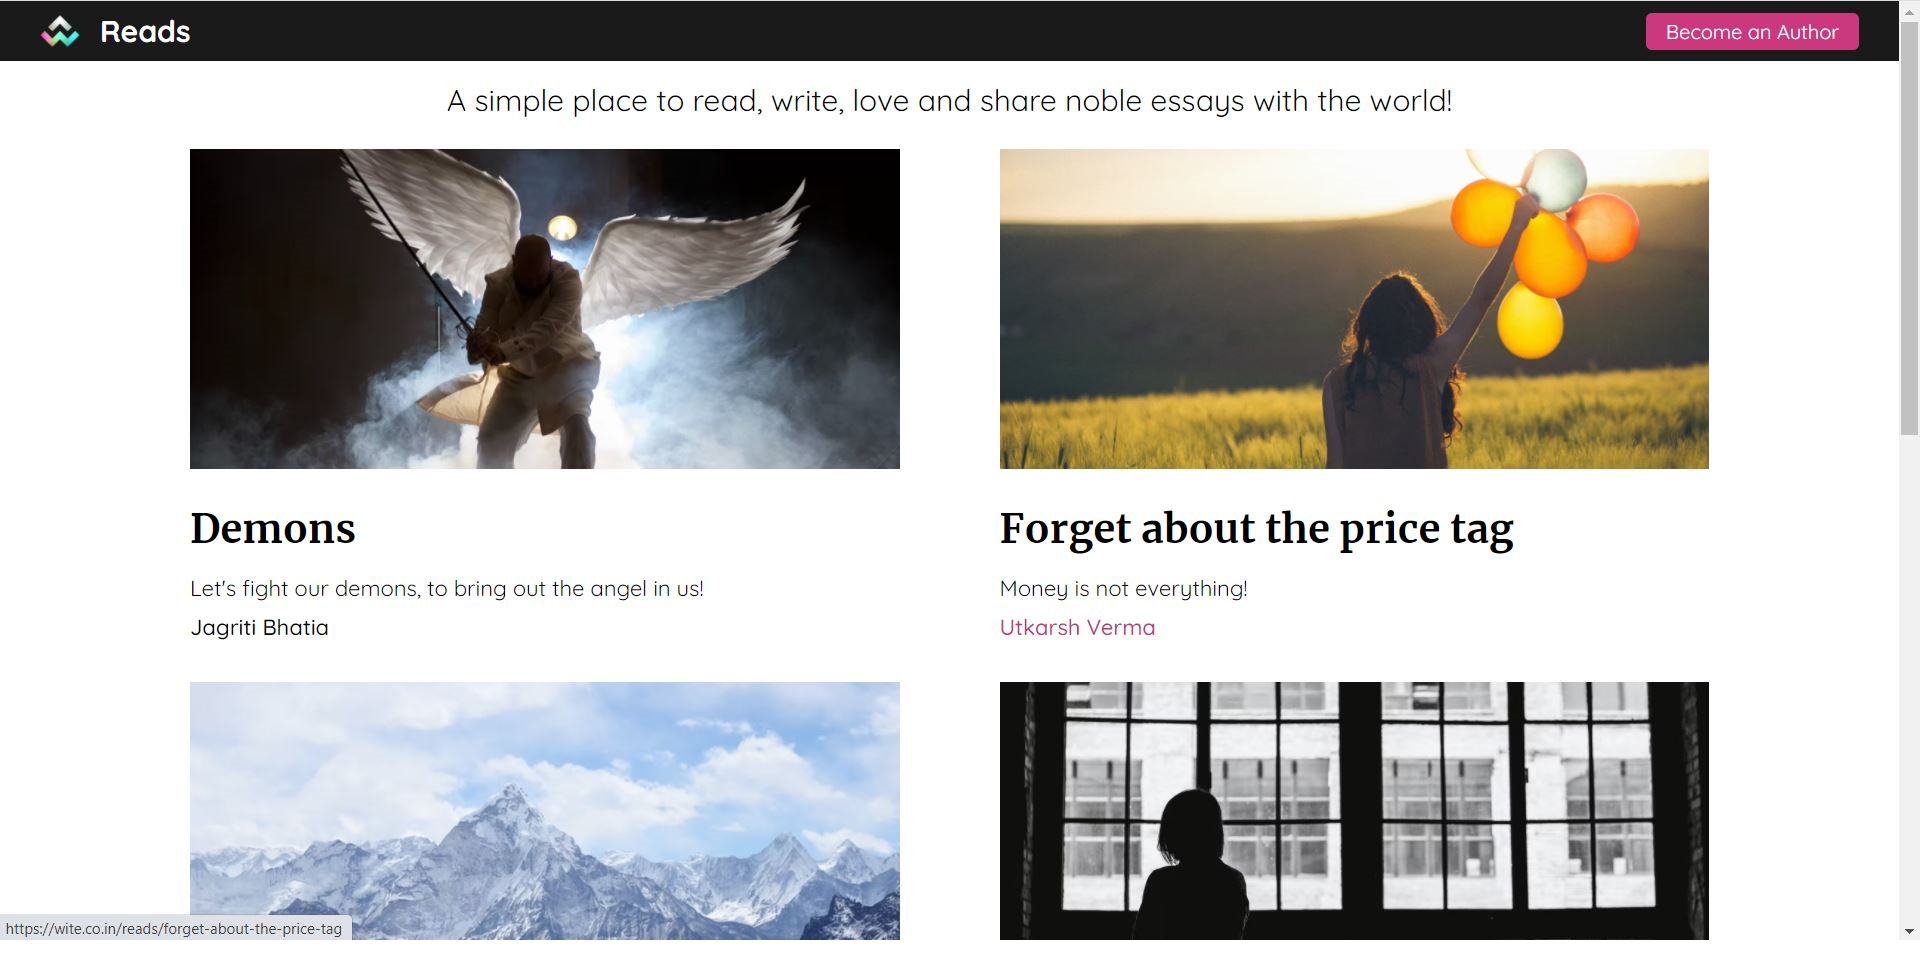 Reads
Become an Author
A simple place to read, write, love and share noble essays with the world!
Demons
Let's fight our demons, to bring out the angel in us!
Jagriti Bhatia
Forget about the price tag
Money is not everything!
Utkarsh Verma
https://wite.co.in/reads/forget-about-the-price-tag